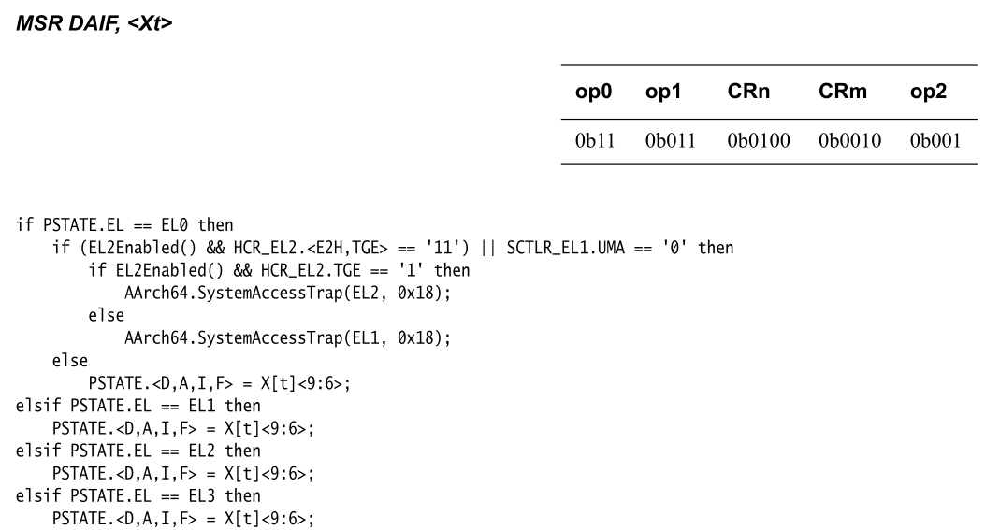 MSR DAIF, <Xt>
op0 op1 CRn CRm op2
0b11 0b011 0b0100 0b0010 0b001
if PSTATE.EL == EL0 then
    if (EL2Enabled() && HCR_EL2.<E2H,TGE> == '11') || SCTLR_EL1.UMA == '0' then
        if EL2Enabled() && HCR_EL2.TGE == '1' then
            AArch64.SystemAccessTrap(EL2, 0x18);
        else
            AArch64.SystemAccessTrap(EL1, 0x18);
    else
        PSTATE.<D,A,I,F> = X[t]<9:6>;
elsif PSTATE.EL == EL1 then
    PSTATE.<D,A,I,F> = X[t]<9:6>;
elsif PSTATE.EL == EL2 then
    PSTATE.<D,A,I,F> = X[t]<9:6>;
elsif PSTATE.EL == EL3 then
    PSTATE.<D,A,I,F> = X[t]<9:6>;